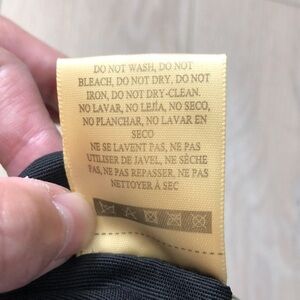 DO NOT WASH, DO NOT
BLEACH, DO NOT DRY, DO NOT
IRON, DO NOT DRY-CLEAN.
NO LAVAR, NO LEJÍA, NO SECO,
NO PLANCHAR, NO LAVAR EN
SECO
NE SE LAVENT PAS, NE PAS
UTILISER DE JAVEL, NE SÈCHE
PAS, NE PAS REPASSER, NE PAS
NETTOYER À SEC